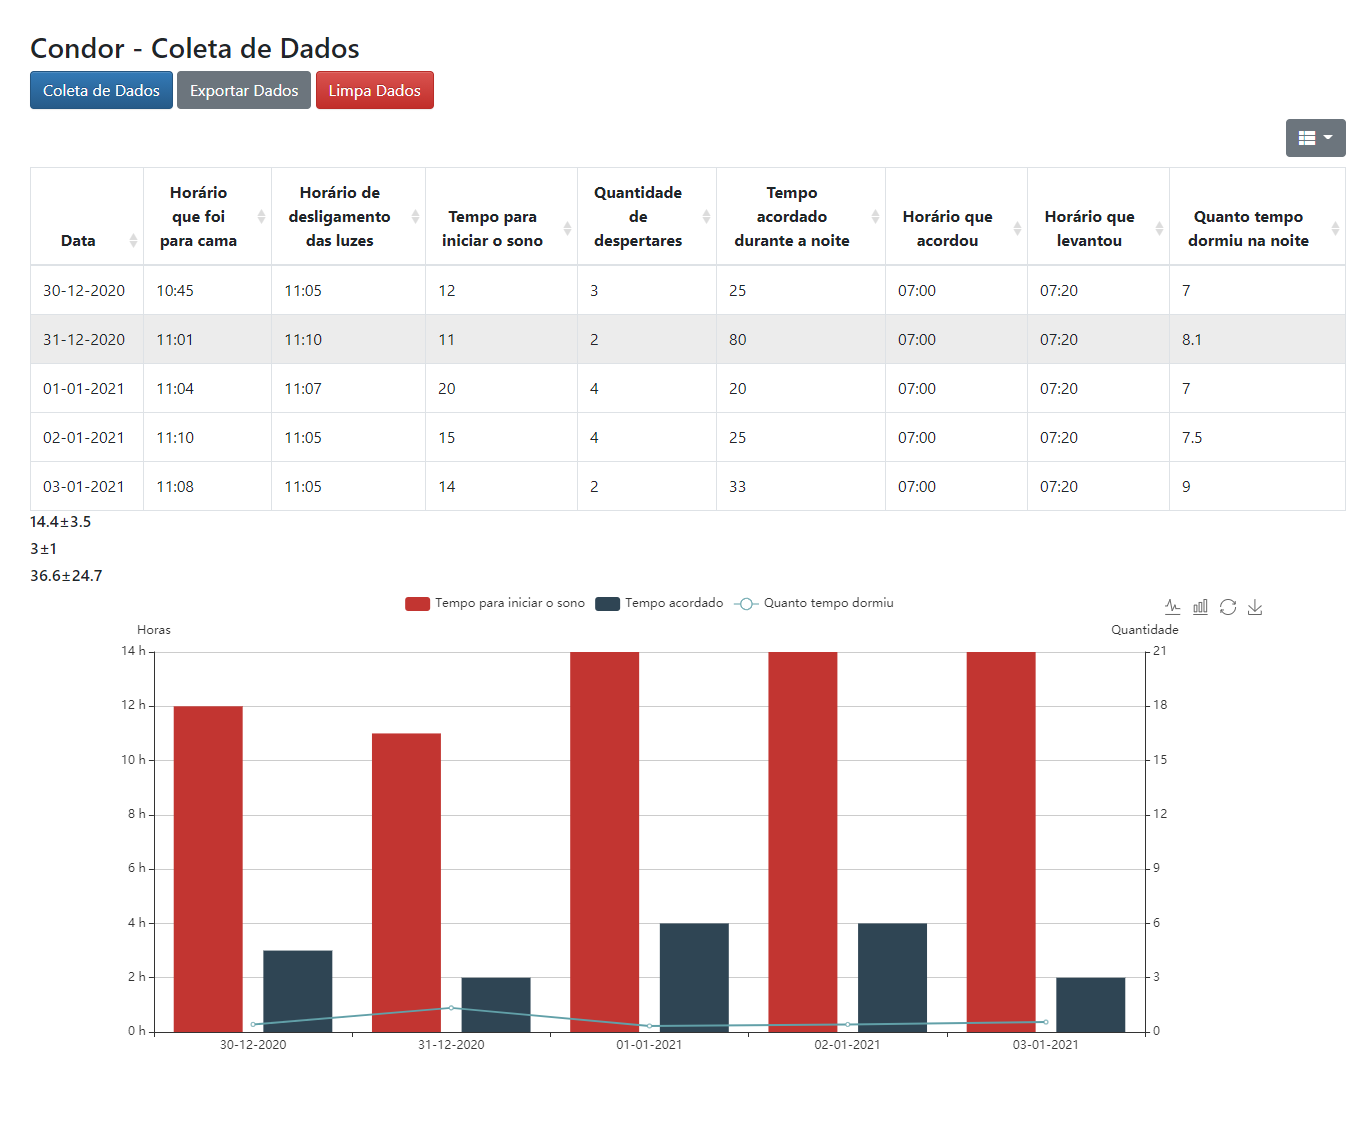 Condor - Coleta de Dados
Coleta de Dados Exportar Dados Limpa Dados
Data Horário que foi para cama Horário de desligamento das luzes Tempo para iniciar o sono Quantidade de despertares Tempo acordado durante a noite Horário que acordou Horário que levantou Quanto tempo dormiu na noite
30-12-2020 10:45 11:05 12 3 25 07:00 07:20 7
31-12-2020 11:01 11:10 11 2 80 07:00 07:20 8.1
01-01-2021 11:04 11:07 20 4 20 07:00 07:20 7
02-01-2021 11:10 11:05 15 4 25 07:00 07:20 7.5
03-01-2021 11:08 11:05 14 2 33 07:00 07:20 9
14.4±3.5
3±1
36.6±24.7
Tempo para iniciar o sono Tempo acordado Quanto tempo dormiu
Horas Quantidade
14 h 21
12 h 18
10 h 15
8 h 12
6 h 9
4 h 6
2 h 3
0 h 0
30-12-2020 31-12-2020 01-01-2021 02-01-2021 03-01-2021